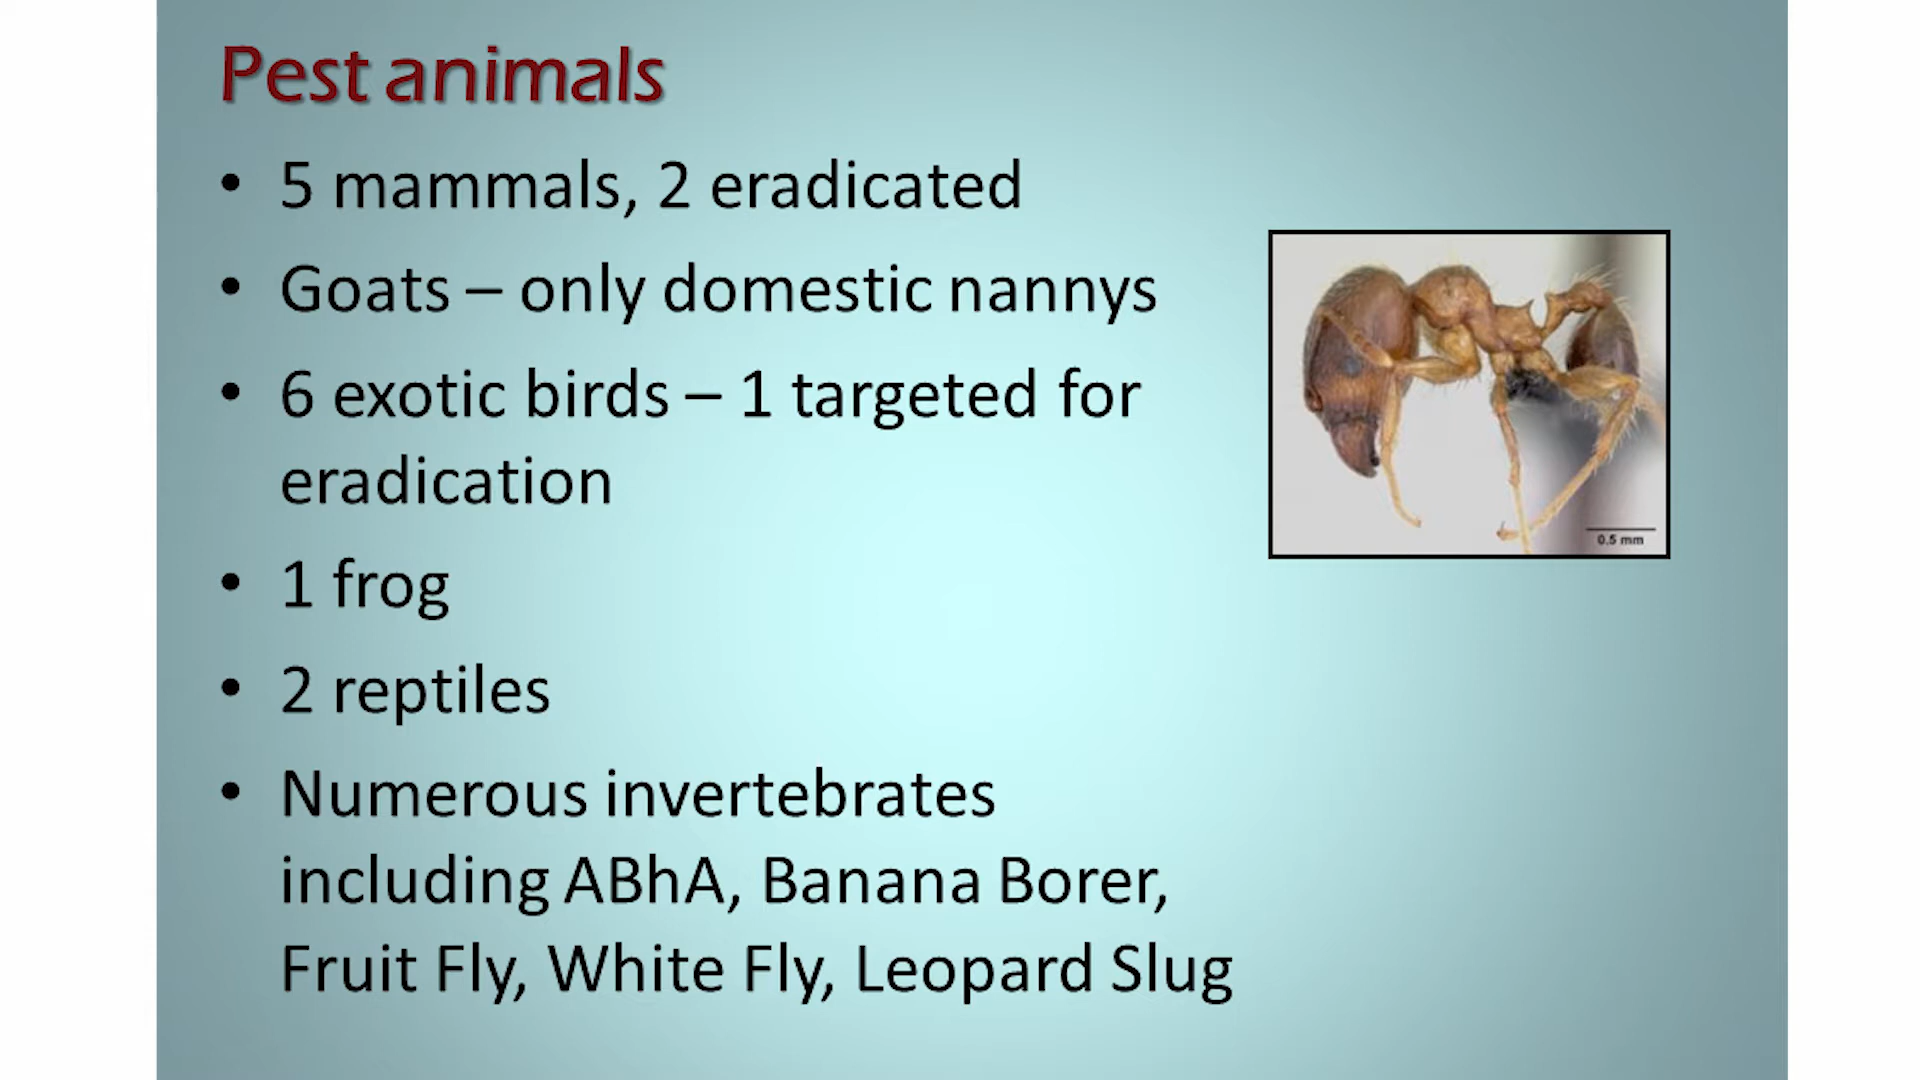 Pest animals
• 5 mammals, 2 eradicated
• Goats – only domestic nannys
• 6 exotic birds – 1 targeted for
eradication
• 1 frog
• 2 reptiles
• Numerous invertebrates
including ABhA, Banana Borer,
Fruit Fly, White Fly, Leopard Slug
0.5 mm